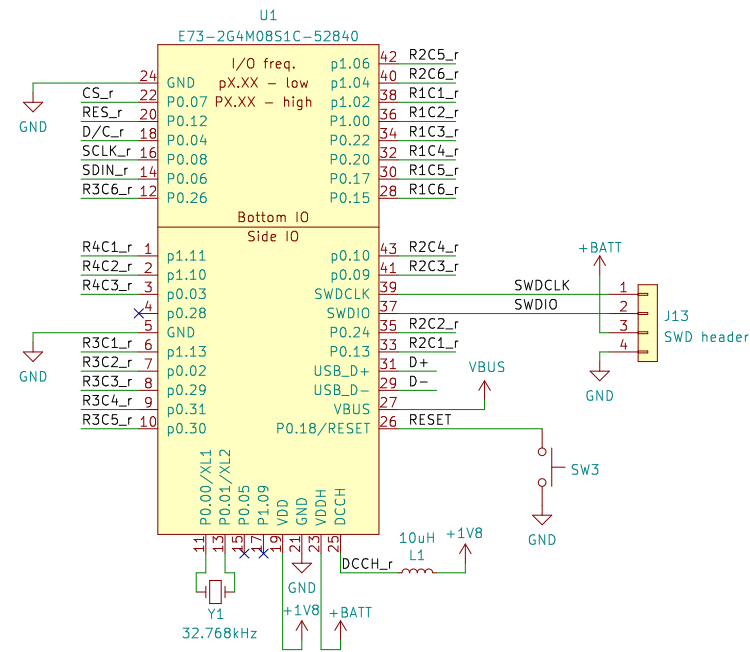 U1
E73-2G4M08S1C-52840
I/O freq.
pX.XX - low
PX.XX - high
24 GND
GND
CS_r 22 P0.07
RES_r 20 P0.12
D/C_r 18 P0.04
SCLK_r 16 P0.08
SDIN_r 14 P0.06
R3C6_r 12 P0.26
p1.06 42 R2C5_r
p1.04 40 R2C6_r
p1.02 38 R1C1_r
P1.00 36 R1C2_r
P0.22 34 R1C3_r
P0.20 32 R1C4_r
P0.17 30 R1C5_r
P0.15 28 R1C6_r
Bottom IO
Side IO
R4C1_r 1 p1.11
R4C2_r 2 p1.10
R4C3_r 3 p0.03
4 p0.28
5 GND
GND
R3C1_r 6 p1.13
R3C2_r 7 p0.02
R3C3_r 8 p0.29
R3C4_r 9 p0.31
R3C5_r 10 p0.30
p0.10 43 R2C4_r
p0.09 41 R2C3_r
SWDCLK 39 SWDCLK 1
SWDIO 37 SWDIO 2
P0.24 35 R2C2_r
P0.13 33 R2C1_r
USB_D+ 31 D+
USB_D- 29 D-
VBUS 27
VBUS
P0.18/RESET 26 RESET
+BATT
3
4
J13
SWD header
GND
SW3
GND
P0.00/XL1 11
P0.01/XL2 13
P0.05 15
P1.09 17
VDD 19
GND 21
VDDH 23
DCCH 25
Y1
32.768kHz
GND
+1V8
+BATT
DCCH_r
10uH
L1
+1V8